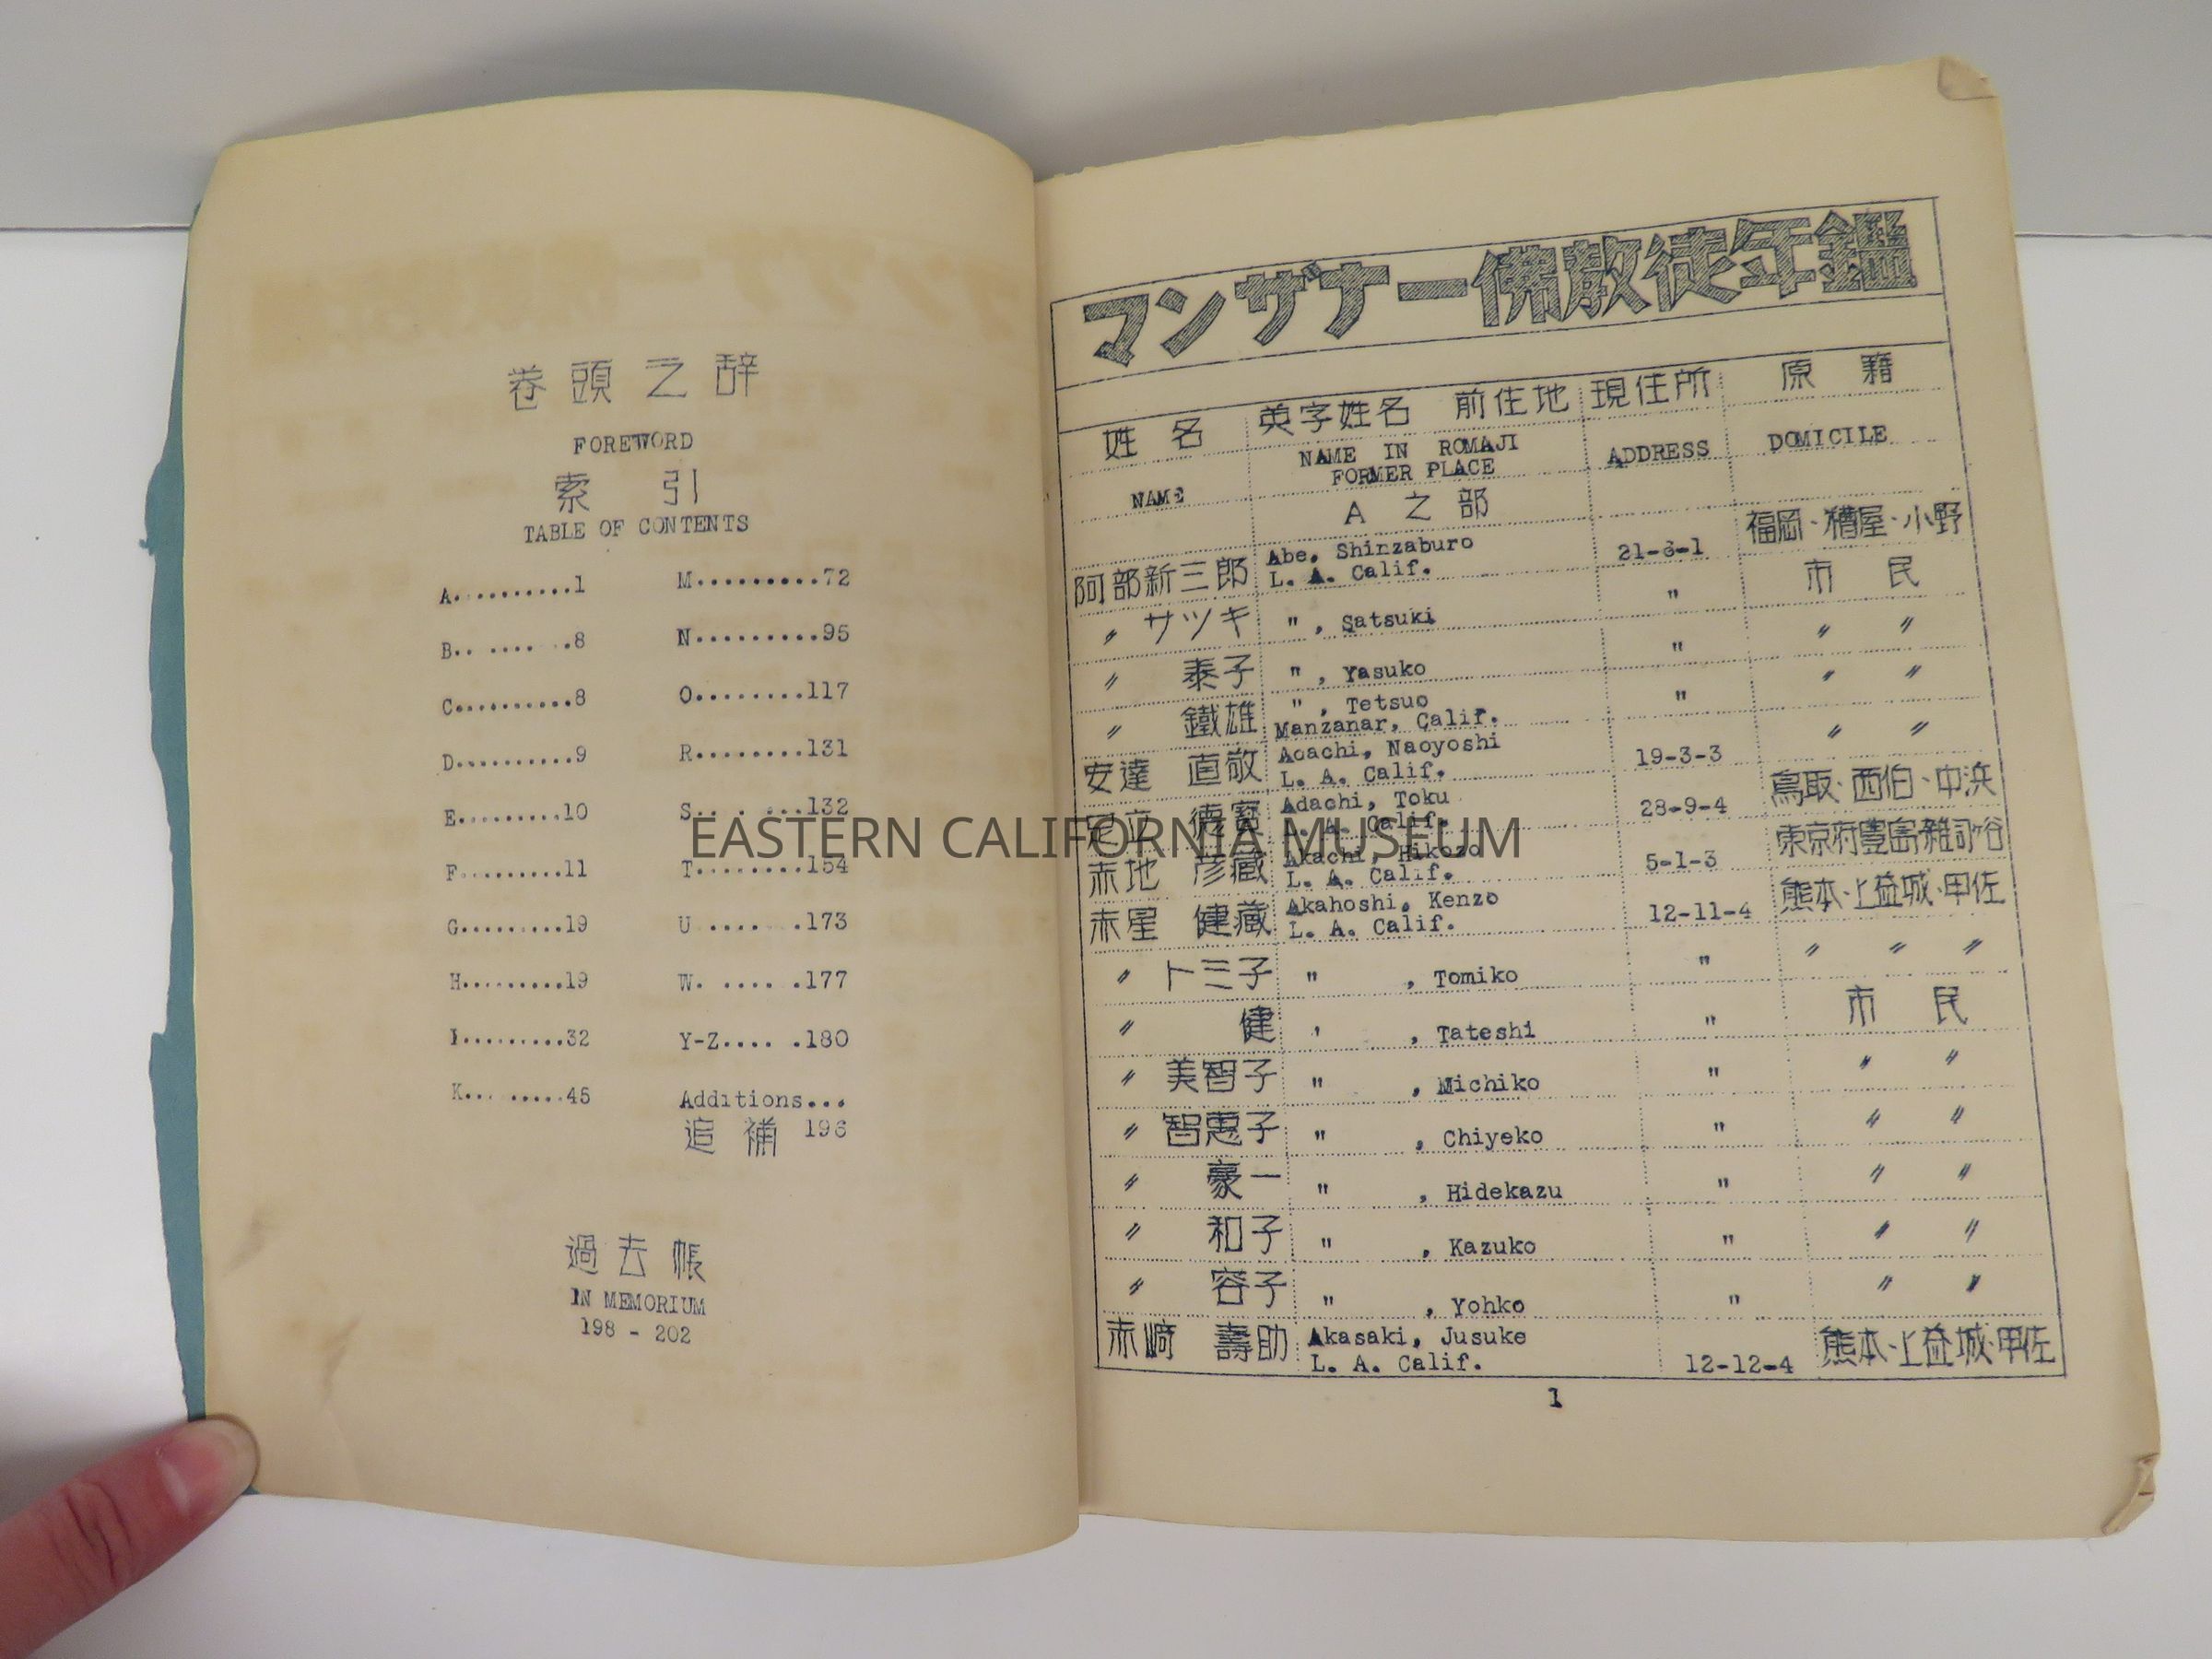 卷頭之辞
FOREWORD
索 引
TABLE OF CONTENTS
A..........1 M.........72
B.. .... ..8 N.........95
C..........8 O........117
D..........9 R........131
E.........10 S.. . ...132
F.........11 T........154
G.........19 U .... .173
H.........19 W. .... .177
I.........32 Y-Z.... .180
K.. ......45 Additions...
追 補 196
過去帳
IN MEMORIUM
198 - 202
マンザナー佛教徒年鑑
姓 名 英字姓名 前住地 現住所 原 籍
NAME NAME IN ROMAJI FORMER PLACE ADDRESS DOMICILE
A 之 部
阿部新三郎 Abe, Shinzaburo L. A. Calif. 21-6-1 福岡·糟屋·小野
〃 サツキ " , Satsuki " 市 民
〃 泰子 " , Yasuko " 〃 〃
〃 鐵雄 " , Tetsuo Manzanar, Calif. " 〃 〃
安達 直敬 Adachi, Naoyoshi L. A. Calif. 19-3-3 〃 〃
足立 德寳 Adachi, Toku L. A. Calif. 28-9-4 鳥取·西伯·中浜
赤地 彦藏 Akachi, Hikozo L. A. Calif. 5-1-3 東京府豊島雑司谷
赤星 健藏 Akahoshi, Kenzo L. A. Calif. 12-11-4 熊本·上益城·甲佐
〃 トミ子 " , Tomiko " 〃 〃 〃
〃 健 " , Tateshi " 市 民
〃 美智子 " , Michiko " 〃 〃
〃 智惠子 " , Chiyeko " 〃 〃
〃 豪一 " , Hidekazu " 〃 〃
〃 和子 " , Kazuko " 〃 〃
〃 容子 " , Yohko " 〃 〃
赤崎 壽助 Akasaki, Jusuke L. A. Calif. 12-12-4 熊本·上益城·甲佐
1
EASTERN CALIFORNIA MUSEUM